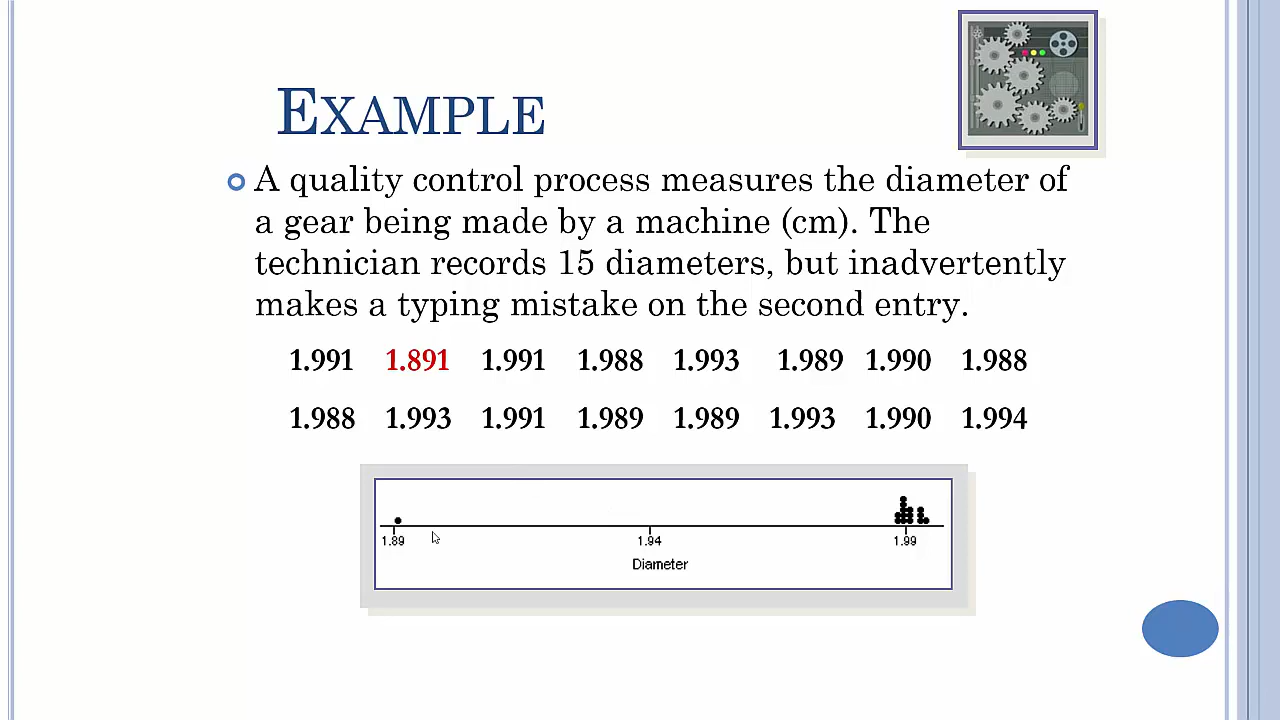 EXAMPLE
A quality control process measures the diameter of
a gear being made by a machine (cm). The
technician records 15 diameters, but inadvertently
makes a typing mistake on the second entry.
1.991 1.891 1.991 1.988 1.993 1.989 1.990 1.988
1.988 1.993 1.991 1.989 1.989 1.993 1.990 1.994
1.89 1.94 1.99
Diameter